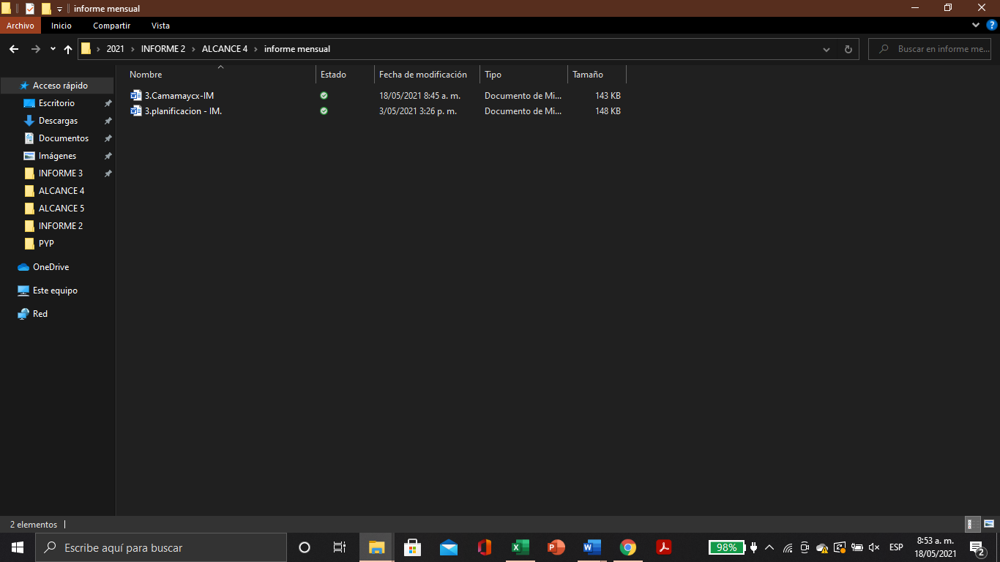 informe mensual
Archivo Inicio Compartir Vista
2021 INFORME 2 ALCANCE 4 informe mensual
Buscar en informe me...
Nombre Estado Fecha de modificación Tipo Tamaño
3.Camamaycx-IM 18/05/2021 8:45 a. m. Documento de Mi... 143 KB
3.planificacion - IM. 3/05/2021 3:26 p. m. Documento de Mi... 148 KB
Acceso rápido
Escritorio
Descargas
Documentos
Imágenes
INFORME 3
ALCANCE 4
ALCANCE 5
INFORME 2
PYP
OneDrive
Este equipo
Red
2 elementos
Escribe aquí para buscar
98%
ESP
8:53 a. m.
18/05/2021
2